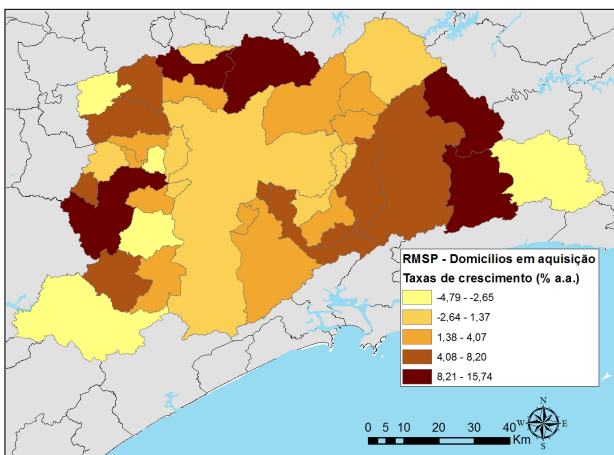 RMSP - Domicílios em aquisição
Taxas de crescimento (% a.a.)
-4,79 - -2,65
-2,64 - 1,37
1,38 - 4,07
4,08 - 8,20
8,21 - 15,74
N
W E
S
0 5 10 20 30 40
Km